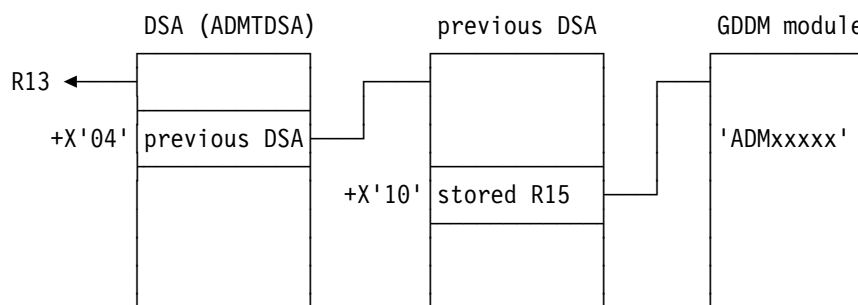 DSA (ADMTDSA) previous DSA GDDM module
R13
+X'04' previous DSA 'ADMxxxxx'
+X'10' stored R15